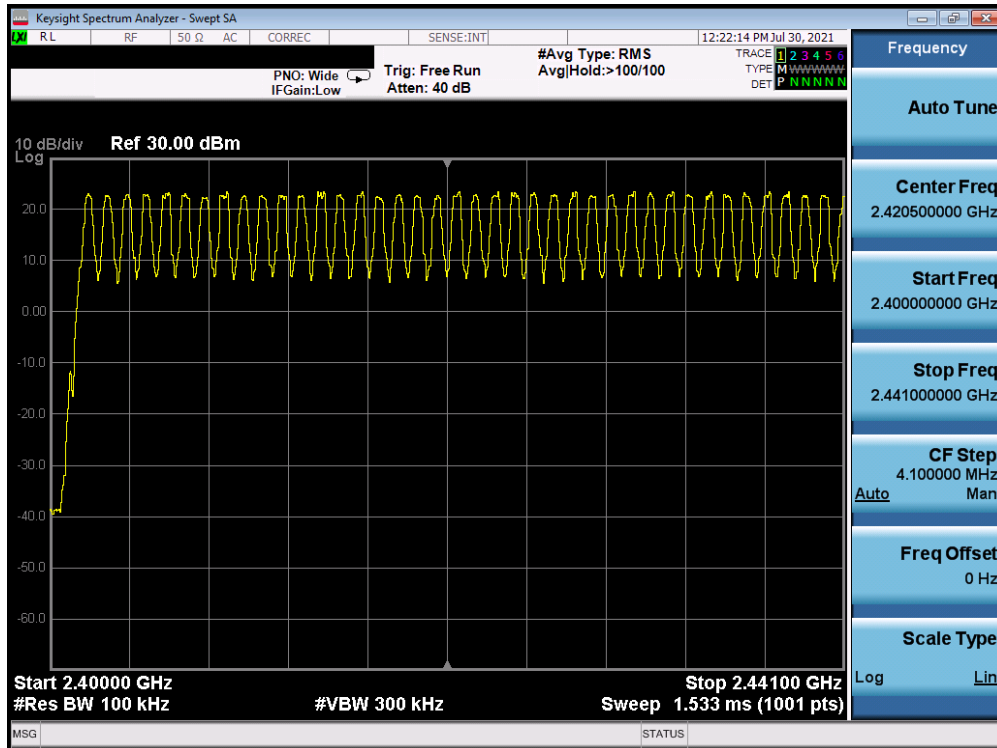 Keysight Spectrum Analyzer - Swept SA
LXI RL RF 50 Ω AC CORREC SENSE:INT 12:22:14 PM Jul 30, 2021
PNO: Wide
IFGain:Low
Trig: Free Run
Atten: 40 dB
#Avg Type: RMS
Avg|Hold:>100/100
TRACE 1 2 3 4 5 6
TYPE M WWWWW
DET P N N N N N
10 dB/div Ref 30.00 dBm
Log
20.0
10.0
0.00
-10.0
-20.0
-30.0
-40.0
-50.0
-60.0
Start 2.40000 GHz Stop 2.44100 GHz
#Res BW 100 kHz #VBW 300 kHz Sweep 1.533 ms (1001 pts)
MSG STATUS
Frequency
Auto Tune
Center Freq
2.420500000 GHz
Start Freq
2.400000000 GHz
Stop Freq
2.441000000 GHz
CF Step
4.100000 MHz
Auto Man
Freq Offset
0 Hz
Scale Type
Log Lin